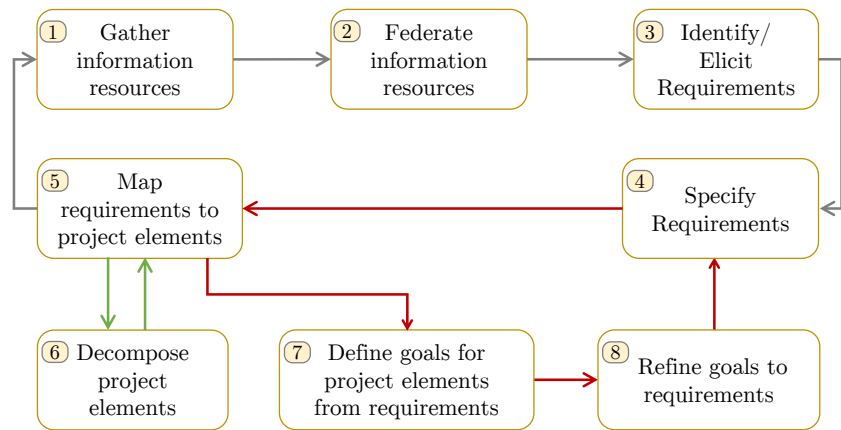 1
Gather
information
resources
2
Federate
information
resources
3
Identify/
Elicit
Requirements
5
Map
requirements to
project elements
4
Specify
Requirements
6
Decompose
project
elements
7
Define goals for
project elements
from requirements
8
Refine goals to
requirements